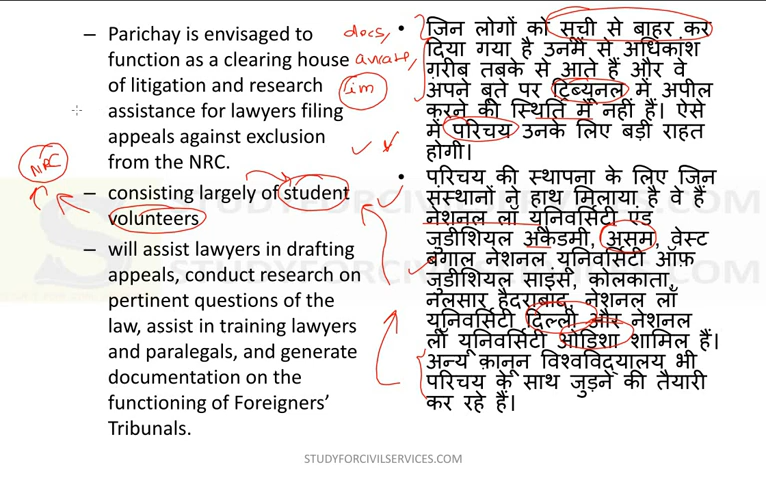 – Parichay is envisaged to
function as a clearing house
of litigation and research
assistance for lawyers filing
appeals against exclusion
from the NRC.
– consisting largely of student
volunteers
– will assist lawyers in drafting
appeals, conduct research on
pertinent questions of the
law, assist in training lawyers
and paralegals, and generate
documentation on the
functioning of Foreigners’
Tribunals.
docs,
NRC
• जिन लोगों को सूची से बाहर कर
दिया गया है उनमें से अधिकांश
गरीब तबके से आते हैं और वे
अपने बूते पर ट्रिब्यूनल में अपील
करने की स्थिति में नहीं हैं। ऐसे
में परिचय उनके लिए बड़ी राहत
होगी।
• परिचय की स्थापना के लिए जिन
संस्थानों ने हाथ मिलाया है वे हैं
नेशनल लॉ यूनिवर्सिटी एंड
जुडीशियल अकैडमी, असम, वेस्ट
बंगाल नेशनल यूनिवर्सिटी ऑफ़
जुडीशियल साइंस, कोलकाता,
नलसार हैदराबाद, नेशनल लॉ
यूनिवर्सिटी दिल्ली और नेशनल
लॉ यूनिवर्सिटी ओडिशा शामिल हैं।
अन्य क़ानून विश्वविद्यालय भी
परिचय के साथ जुड़ने की तैयारी
कर रहे हैं।
STUDYFORCIVILSERVICES.COM